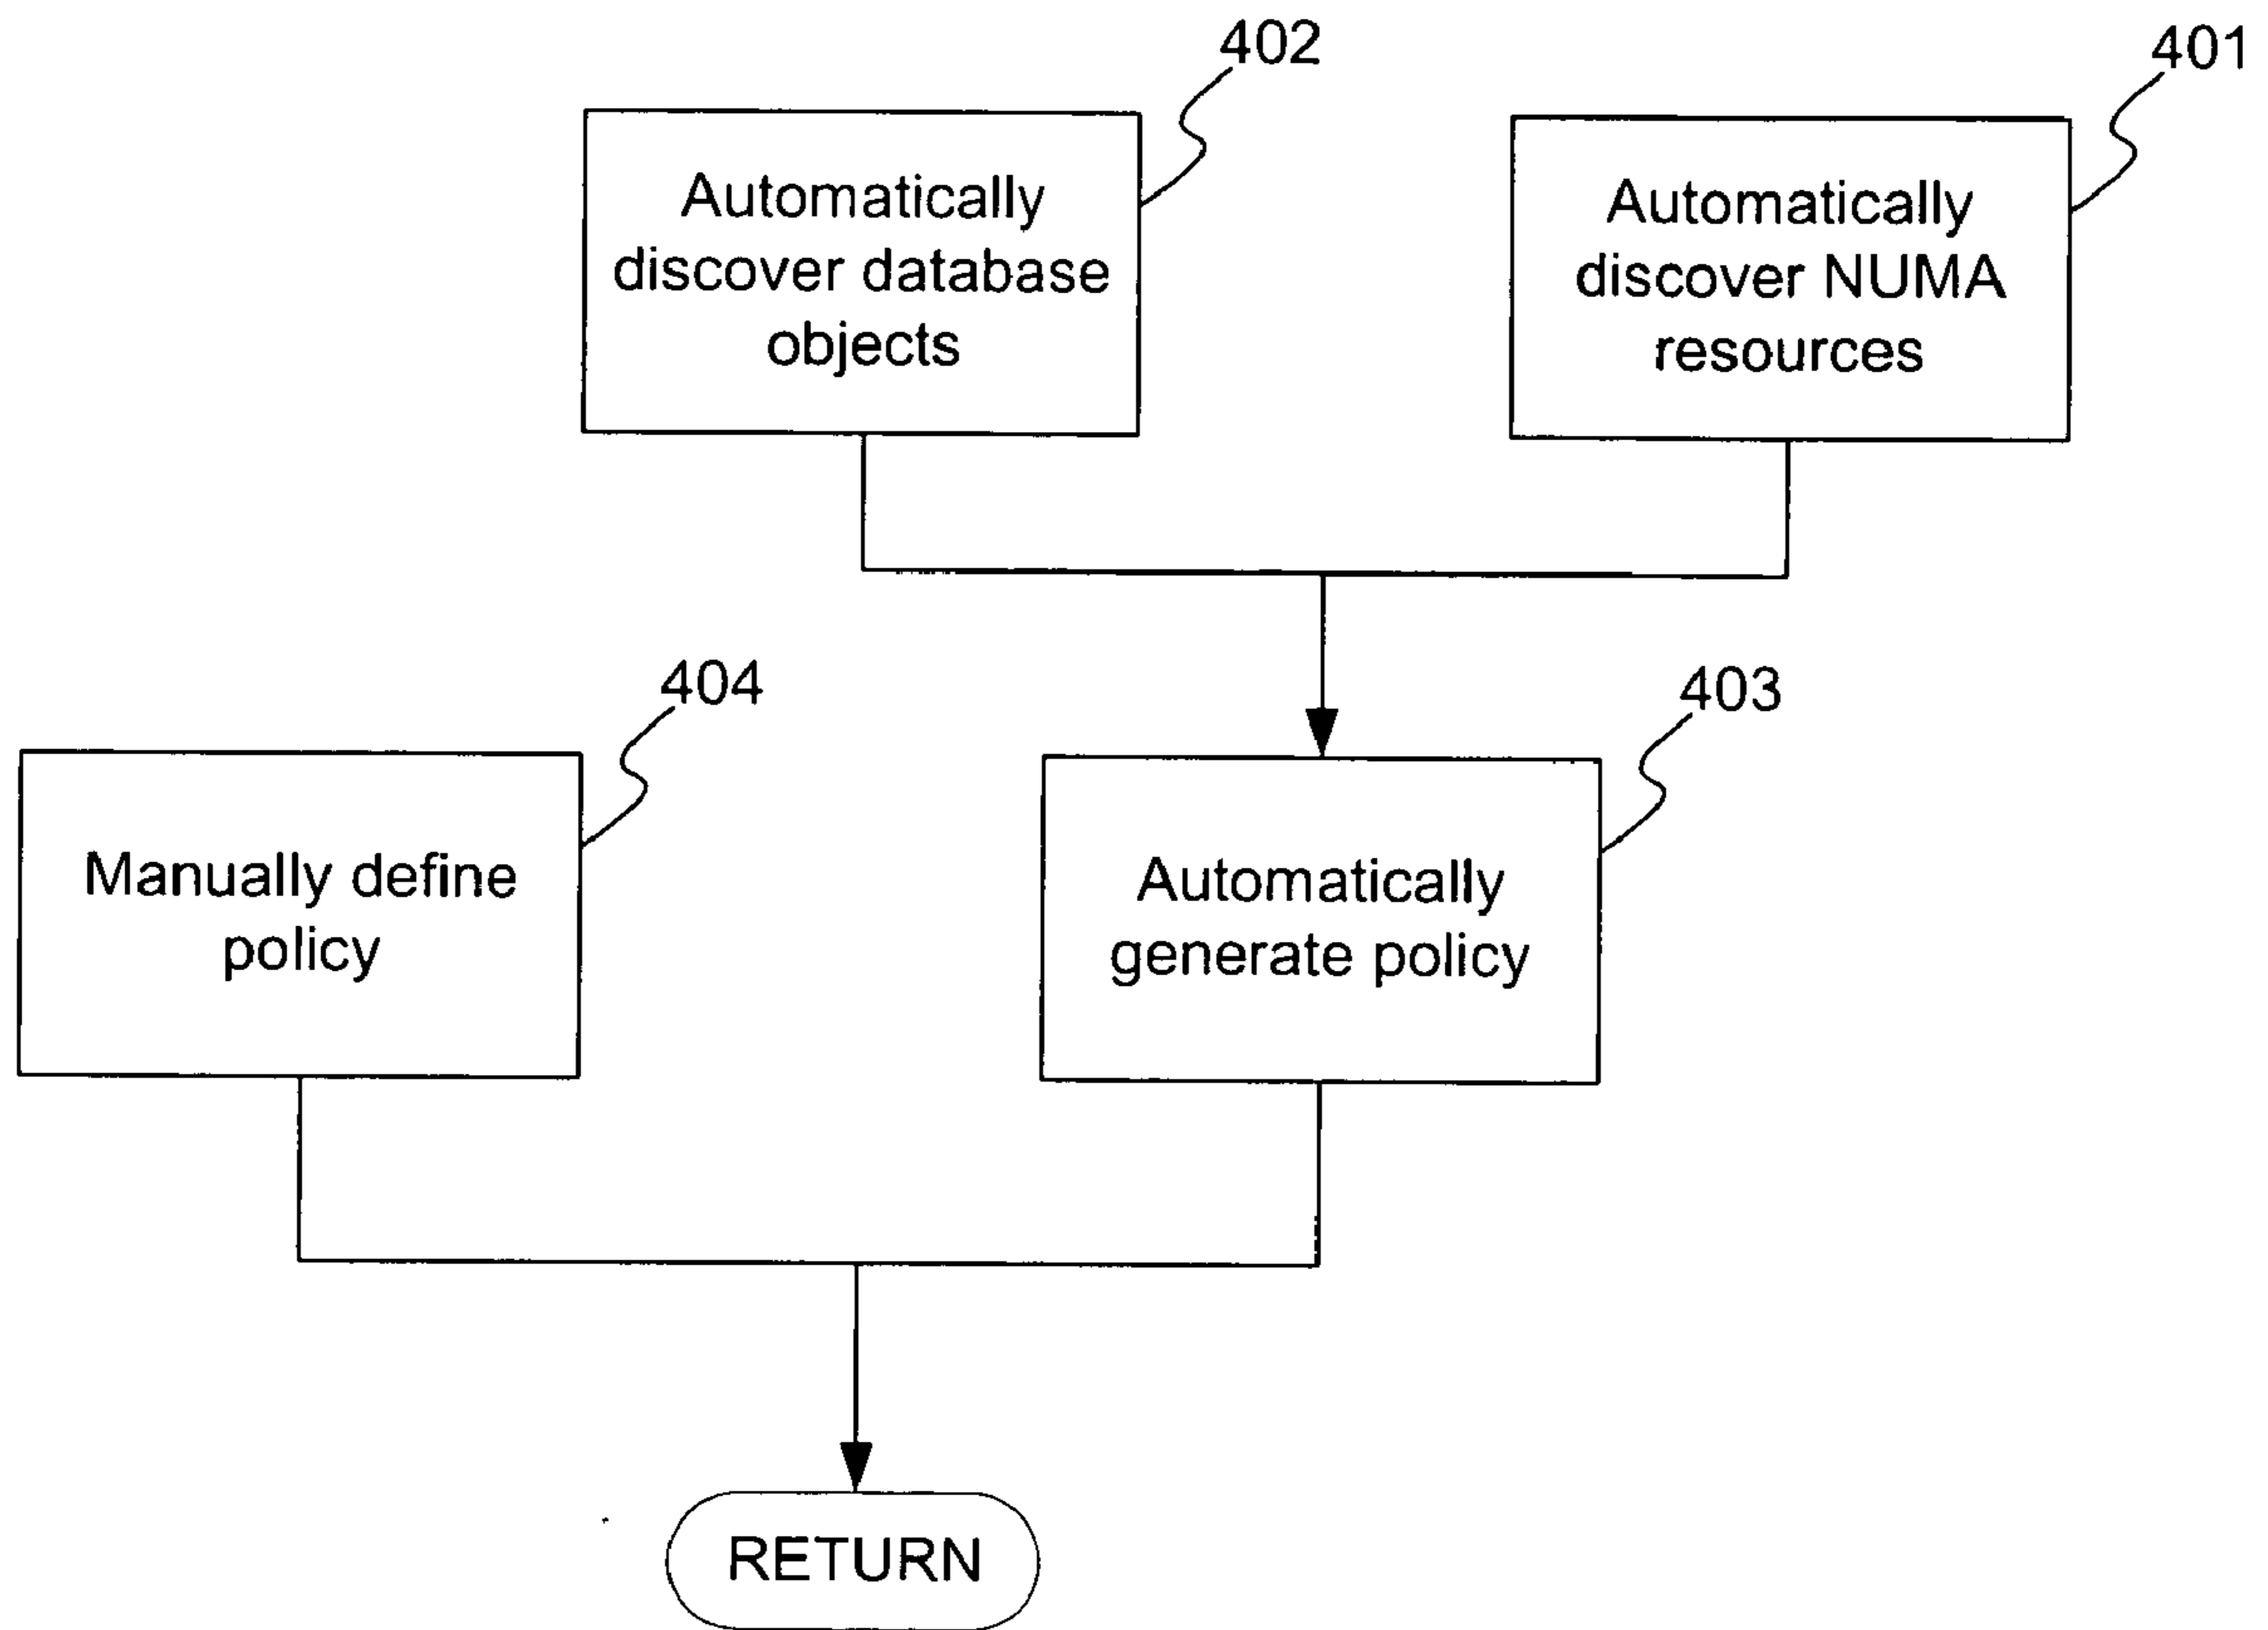 402
401
Automatically
discover database
objects
Automatically
discover NUMA
resources
404
403
Manually define
policy
Automatically
generate policy
RETURN